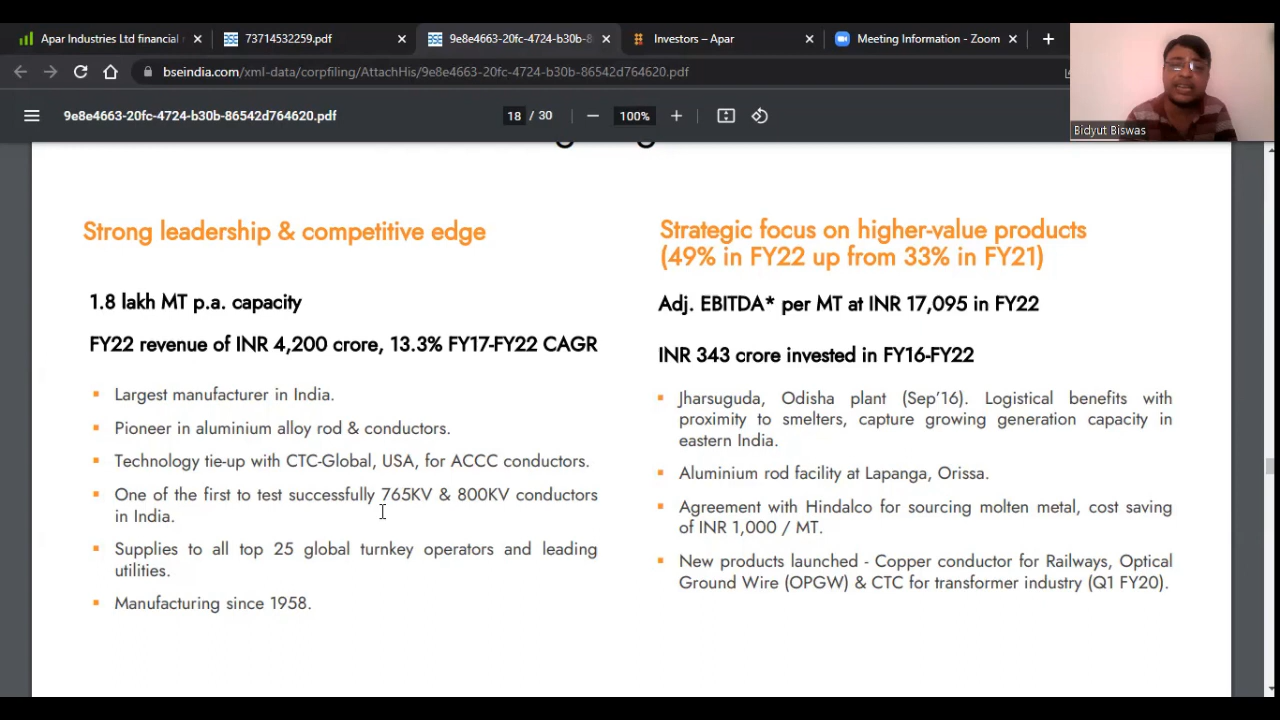 Apar Industries Ltd financial
73714532259.pdf
9e8e4663-20fc-4724-b30b-8
Investors – Apar
Meeting Information - Zoom
bseindia.com/xml-data/corpfiling/AttachHis/9e8e4663-20fc-4724-b30b-86542d764620.pdf
9e8e4663-20fc-4724-b30b-86542d764620.pdf
18 / 30
100%
Bidyut Biswas
Strong leadership & competitive edge
1.8 lakh MT p.a. capacity
FY22 revenue of INR 4,200 crore, 13.3% FY17-FY22 CAGR
Largest manufacturer in India.
Pioneer in aluminium alloy rod & conductors.
Technology tie-up with CTC-Global, USA, for ACCC conductors.
One of the first to test successfully 765KV & 800KV conductors
in India.
Supplies to all top 25 global turnkey operators and leading
utilities.
Manufacturing since 1958.
Strategic focus on higher-value products
(49% in FY22 up from 33% in FY21)
Adj. EBITDA* per MT at INR 17,095 in FY22
INR 343 crore invested in FY16-FY22
Jharsuguda, Odisha plant (Sep'16). Logistical benefits with
proximity to smelters, capture growing generation capacity in
eastern India.
Aluminium rod facility at Lapanga, Orissa.
Agreement with Hindalco for sourcing molten metal, cost saving
of INR 1,000 / MT.
New products launched - Copper conductor for Railways, Optical
Ground Wire (OPGW) & CTC for transformer industry (Q1 FY20).